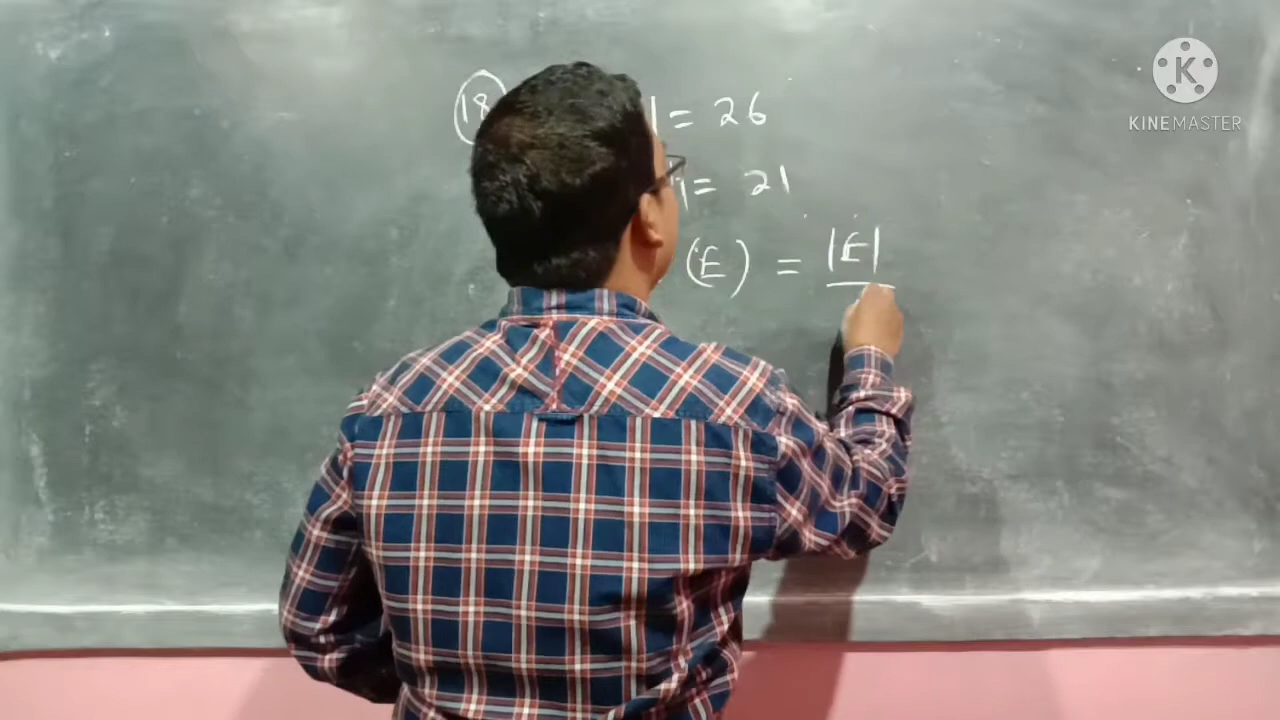 18 | = 26
| = 21
(E) = |E|
K
KINEMASTER